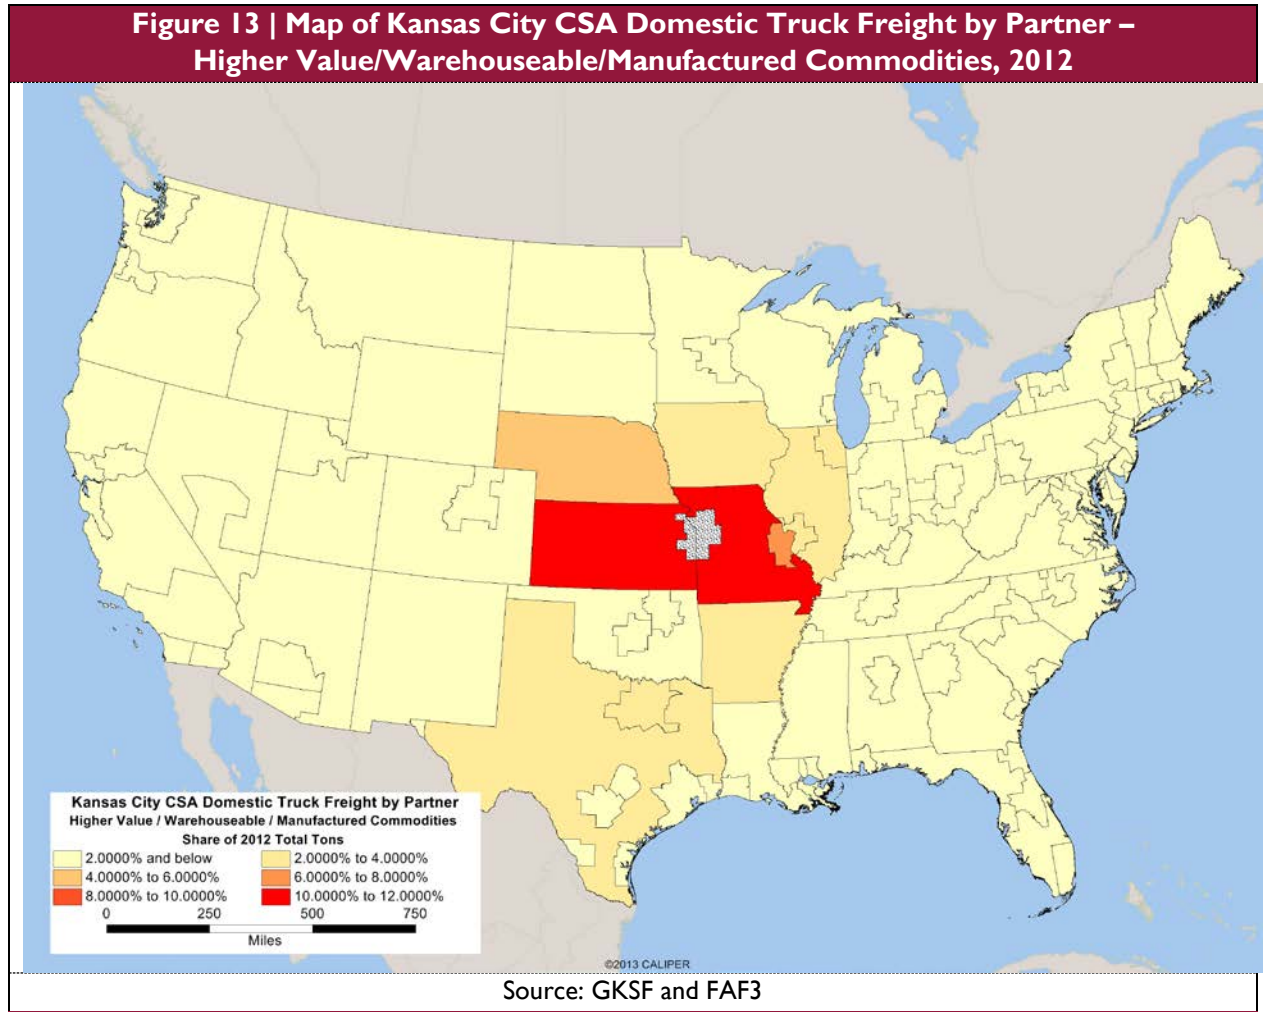 Figure 13 | Map of Kansas City CSA Domestic Truck Freight by Partner –
Higher Value/Warehouseable/Manufactured Commodities, 2012
Kansas City CSA Domestic Truck Freight by Partner
Higher Value / Warehouseable / Manufactured Commodities
Share of 2012 Total Tons
2.0000% and below 2.0000% to 4.0000%
4.0000% to 6.0000% 6.0000% to 8.0000%
8.0000% to 10.0000% 10.0000% to 12.0000%
0 250 500 750
Miles
©2013 CALIPER
Source: GKSF and FAF3